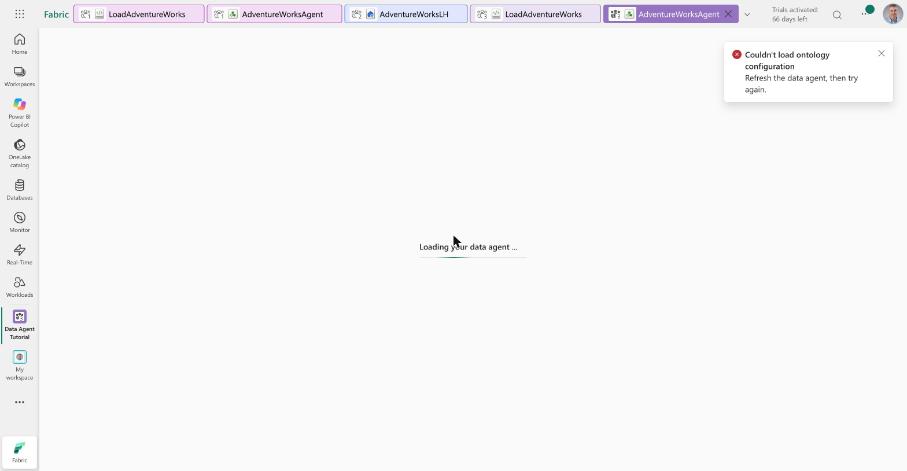 Fabric
LoadAdventureWorks
AdventureWorksAgent
AdventureWorksLH
LoadAdventureWorks
AdventureWorksAgent
Trials activated:
66 days left
Home
Workspaces
Power BI
Copilot
OneLake
catalog
Databases
Monitor
Real-Time
Workloads
Data Agent
Tutorial
My
workspace
Fabric
Couldn't load ontology
configuration
Refresh the data agent, then try
again.
Loading your data agent ...